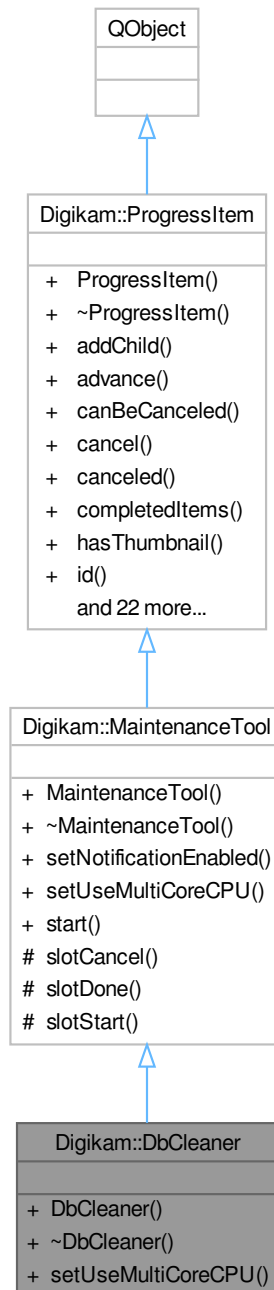 QObject
Digikam::ProgressItem
+ ProgressItem()
+ ~ProgressItem()
+ addChild()
+ advance()
+ canBeCanceled()
+ cancel()
+ canceled()
+ completedItems()
+ hasThumbnail()
+ id()
and 22 more...
Digikam::MaintenanceTool
+ MaintenanceTool()
+ ~MaintenanceTool()
+ setNotificationEnabled()
+ setUseMultiCoreCPU()
+ start()
# slotCancel()
# slotDone()
# slotStart()
Digikam::DbCleaner
+ DbCleaner()
+ ~DbCleaner()
+ setUseMultiCoreCPU()